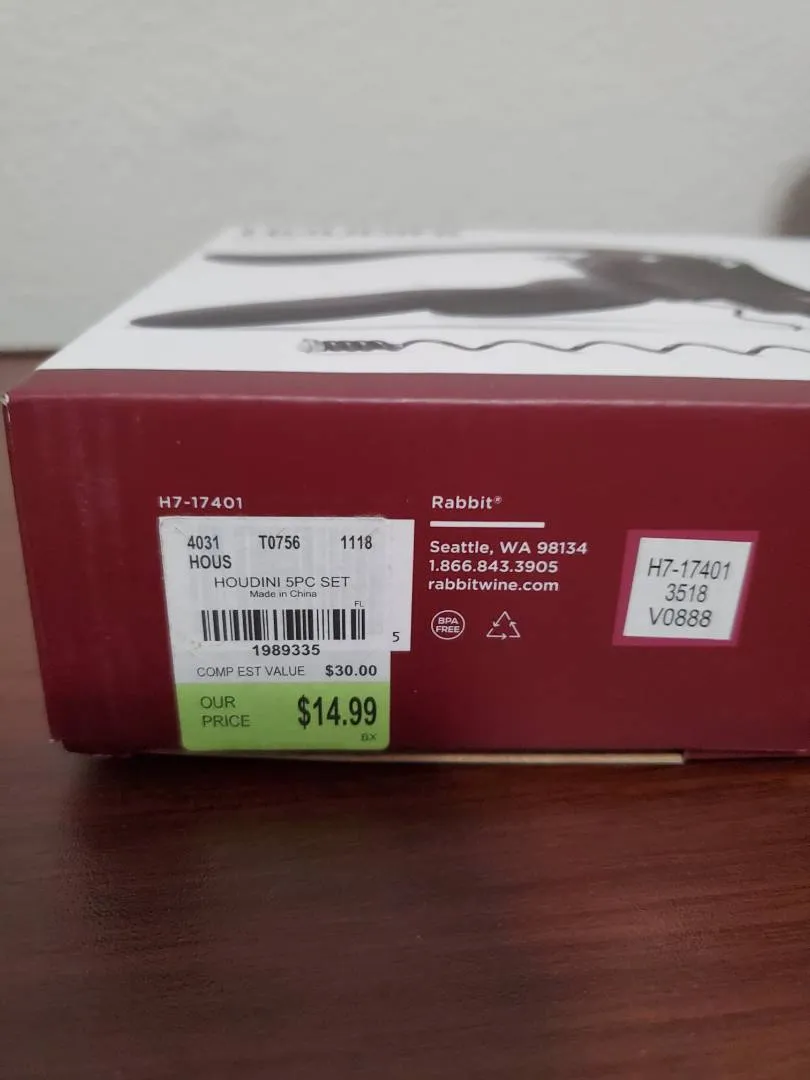 H7-17401
4031 T0756 1118
HOUS
HOUDINI 5PC SET
Made in China
FL
5
1989335
COMP EST VALUE $30.00
OUR
PRICE $14.99
BX
Rabbit®
Seattle, WA 98134
1.866.843.3905
rabbitwine.com
BPA
FREE
H7-17401
3518
V0888